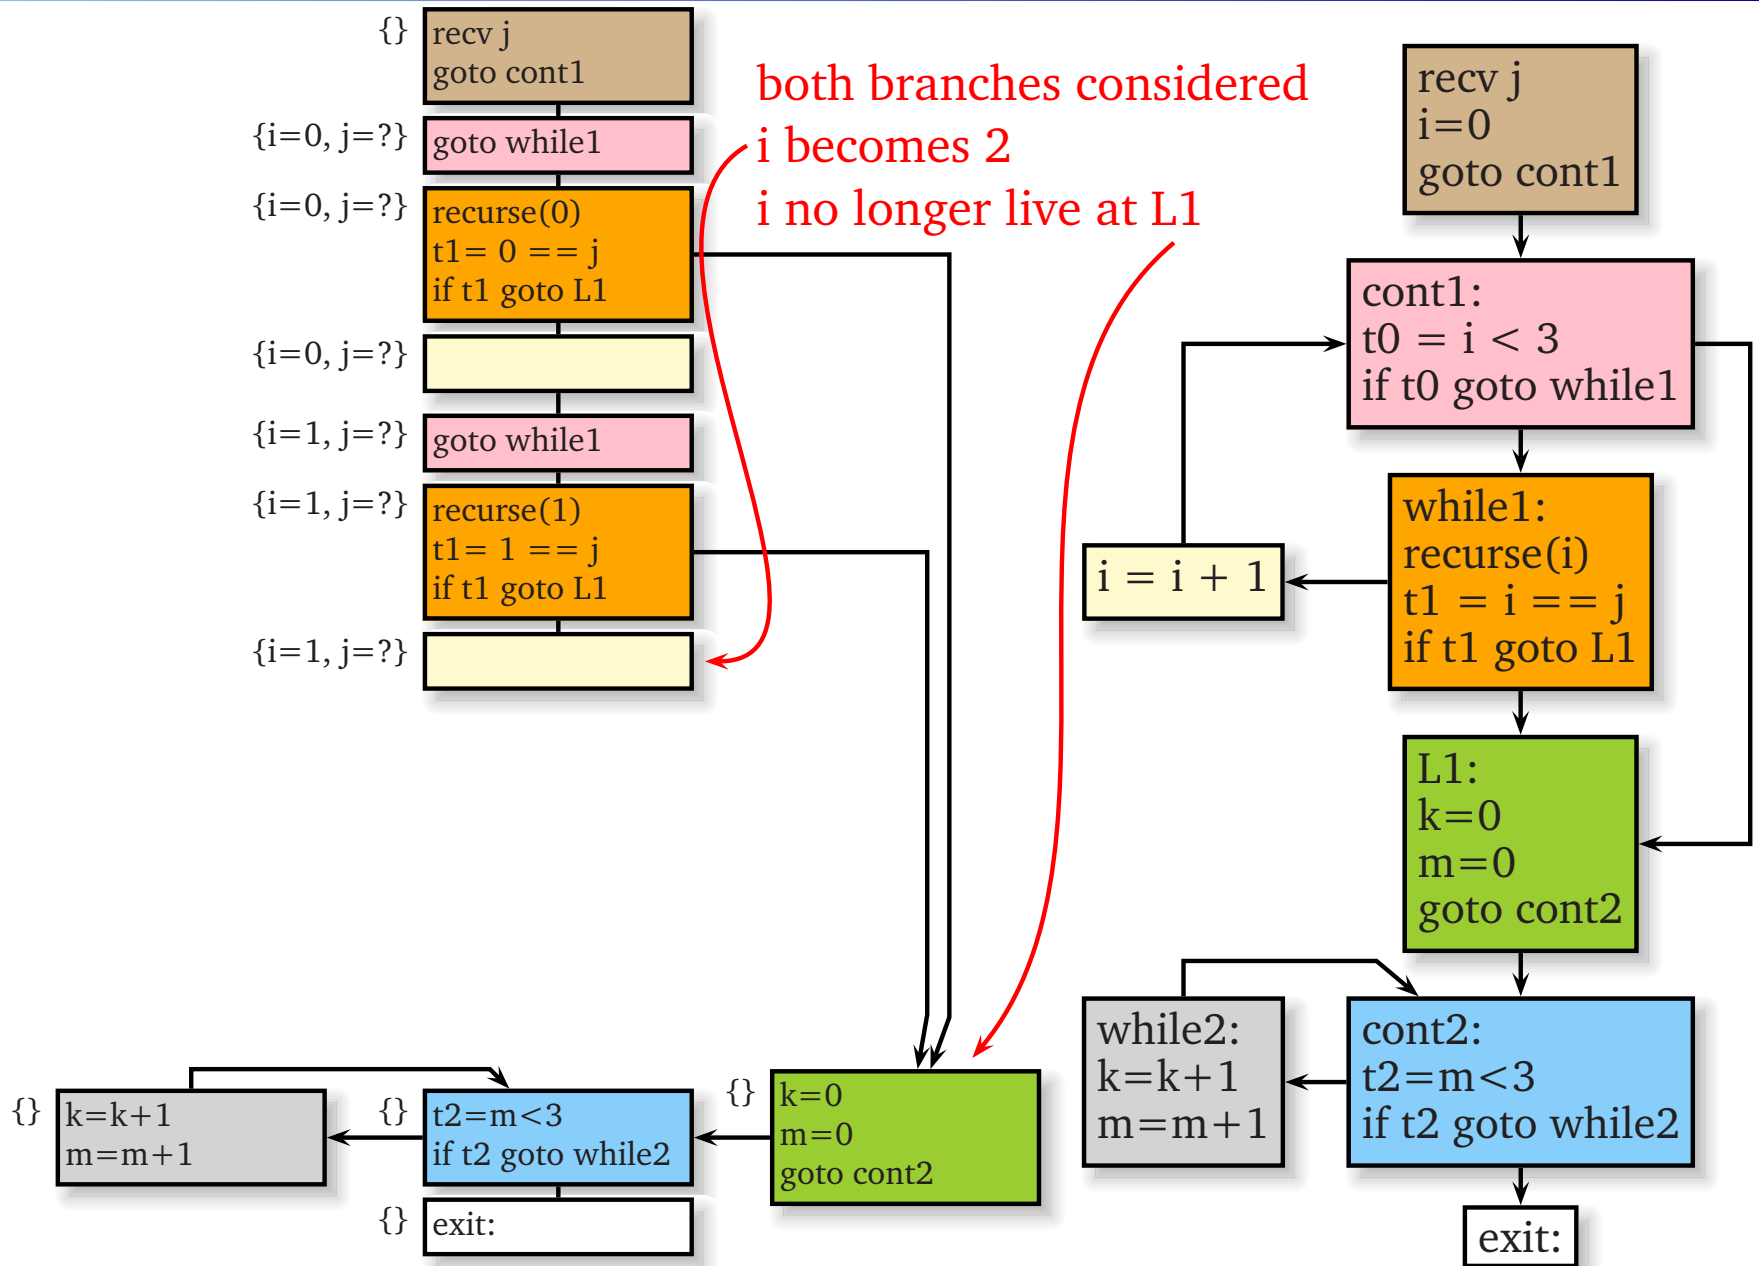 {}
recv j
goto cont1
{i=0, j=?}
goto while1
{i=0, j=?}
recurse(0)
t1= 0 == j
if t1 goto L1
{i=0, j=?}
{i=1, j=?}
goto while1
{i=1, j=?}
recurse(1)
t1= 1 == j
if t1 goto L1
{i=1, j=?}
both branches considered
i becomes 2
i no longer live at L1
{}
k=k+1
m=m+1
{}
t2=m<3
if t2 goto while2
{}
k=0
m=0
goto cont2
{}
exit:
recv j
i=0
goto cont1
cont1:
t0 = i < 3
if t0 goto while1
while1:
recurse(i)
t1 = i == j
if t1 goto L1
i = i + 1
L1:
k=0
m=0
goto cont2
while2:
k=k+1
m=m+1
cont2:
t2=m<3
if t2 goto while2
exit: